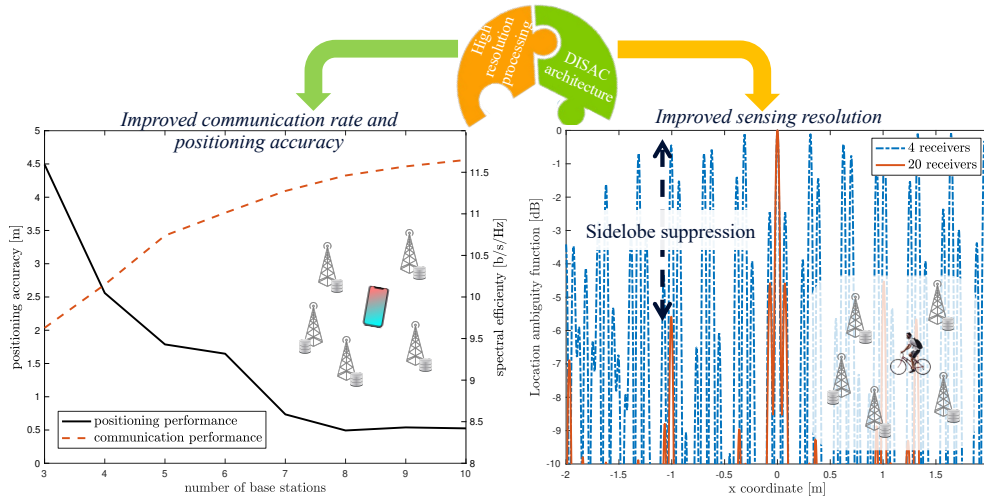 High
resolution
processing
DISAC
architecture
Improved communication rate and
positioning accuracy
Improved sensing resolution
5
4.5
4
3.5
3
2.5
2
1.5
1
0.5
0
positioning accuracy [m]
11.5
11
10.5
10
9.5
9
8.5
8
spectral efficienty [b/s/Hz]
positioning performance
communication performance
3
4
5
6
7
8
9
10
number of base stations
-0
-1
-2
-3
-4
-5
-6
-7
-8
-9
-10
Location ambiguity function [dB]
4 receivers
20 receivers
Sidelobe suppression
-2
-1.5
-1
-0.5
0
0.5
1
1.5
x coordinate [m]